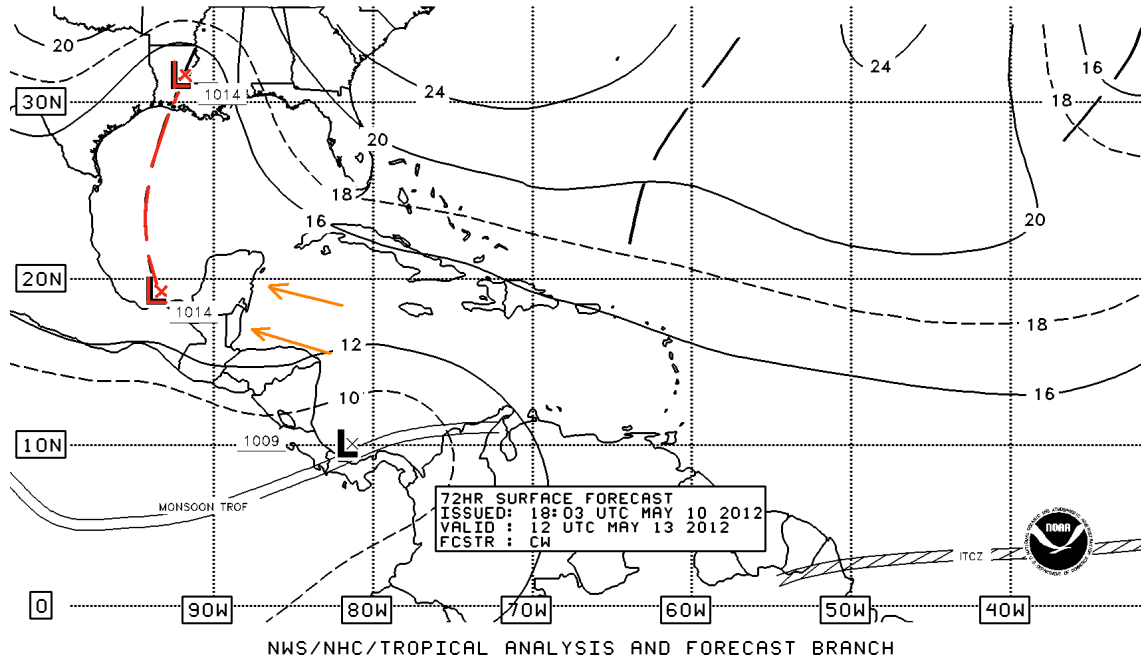 20
24
24
16
L
1014
30N
18
20
18
16
20
20N
L
1014
18
12
16
10
1009
L
10N
MONSOON TROF
72HR SURFACE FORECAST
ISSUED: 18:03 UTC MAY 10 2012
VALID : 12 UTC MAY 13 2012
FCSTR : CW
NOAA
ITCZ
0
90W 80W 70W 60W 50W 40W
NWS/NHC/TROPICAL ANALYSIS AND FORECAST BRANCH